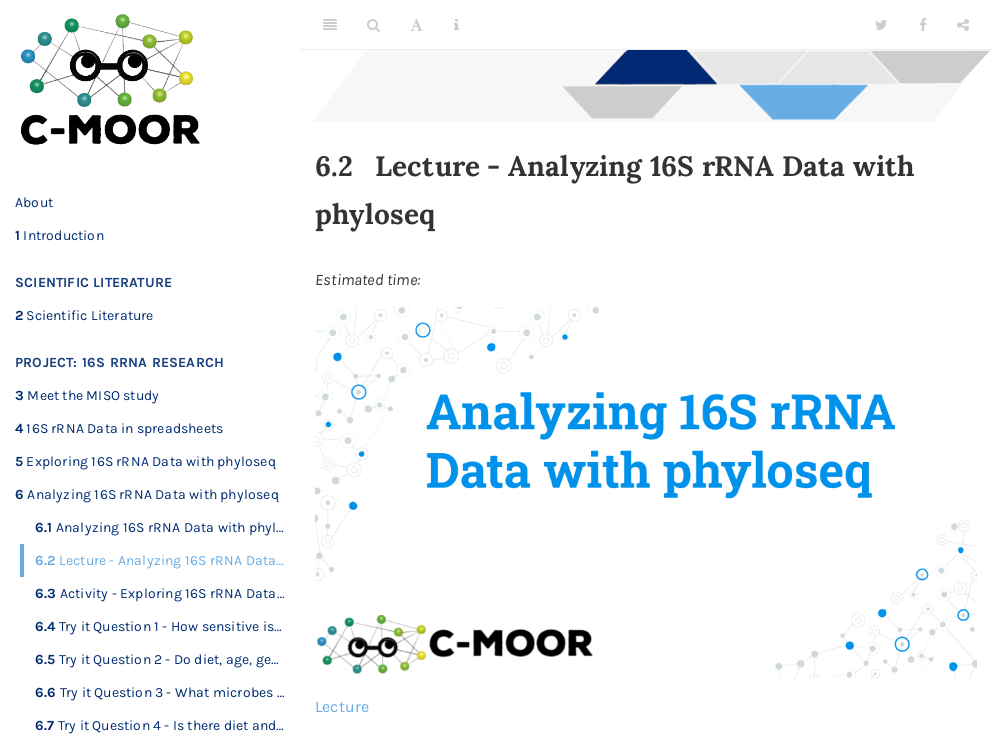 C-MOOR
About
1 Introduction
SCIENTIFIC LITERATURE
2 Scientific Literature
PROJECT: 16S RRNA RESEARCH
3 Meet the MISO study
4 16S rRNA Data in spreadsheets
5 Exploring 16S rRNA Data with phyloseq
6 Analyzing 16S rRNA Data with phyloseq
6.1 Analyzing 16S rRNA Data with phyl...
6.2 Lecture - Analyzing 16S rRNA Data...
6.3 Activity - Exploring 16S rRNA Data...
6.4 Try it Question 1 - How sensitive is...
6.5 Try it Question 2 - Do diet, age, ge...
6.6 Try it Question 3 - What microbes ...
6.7 Try it Question 4 - Is there diet and...
A
i
6.2 Lecture - Analyzing 16S rRNA Data with
phyloseq
Estimated time:
Analyzing 16S rRNA
Data with phyloseq
C-MOOR
Lecture